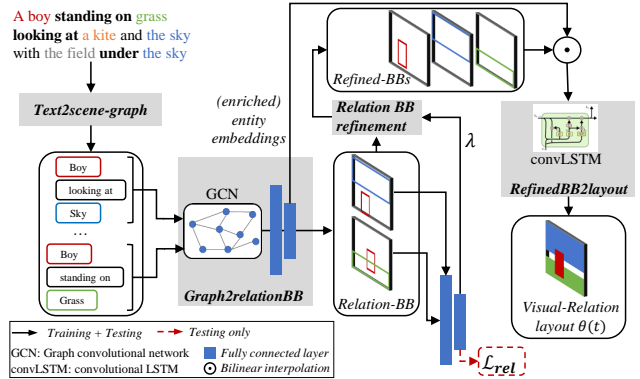 A boy standing on grass
looking at a kite and the sky
with the field under the sky
Text2scene-graph
Boy
looking at
Sky
...
Boy
standing on
Grass
(enriched)
entity
embeddings
GCN
Graph2relationBB
Refined-BBs
Relation BB
refinement
λ
Relation-BB
convLSTM
RefinedBB2layout
Visual-Relation
layout θ(t)
ℒrel
Training + Testing
Testing only
GCN: Graph convolutional network
Fully connected layer
convLSTM: convolutional LSTM
Bilinear interpolation